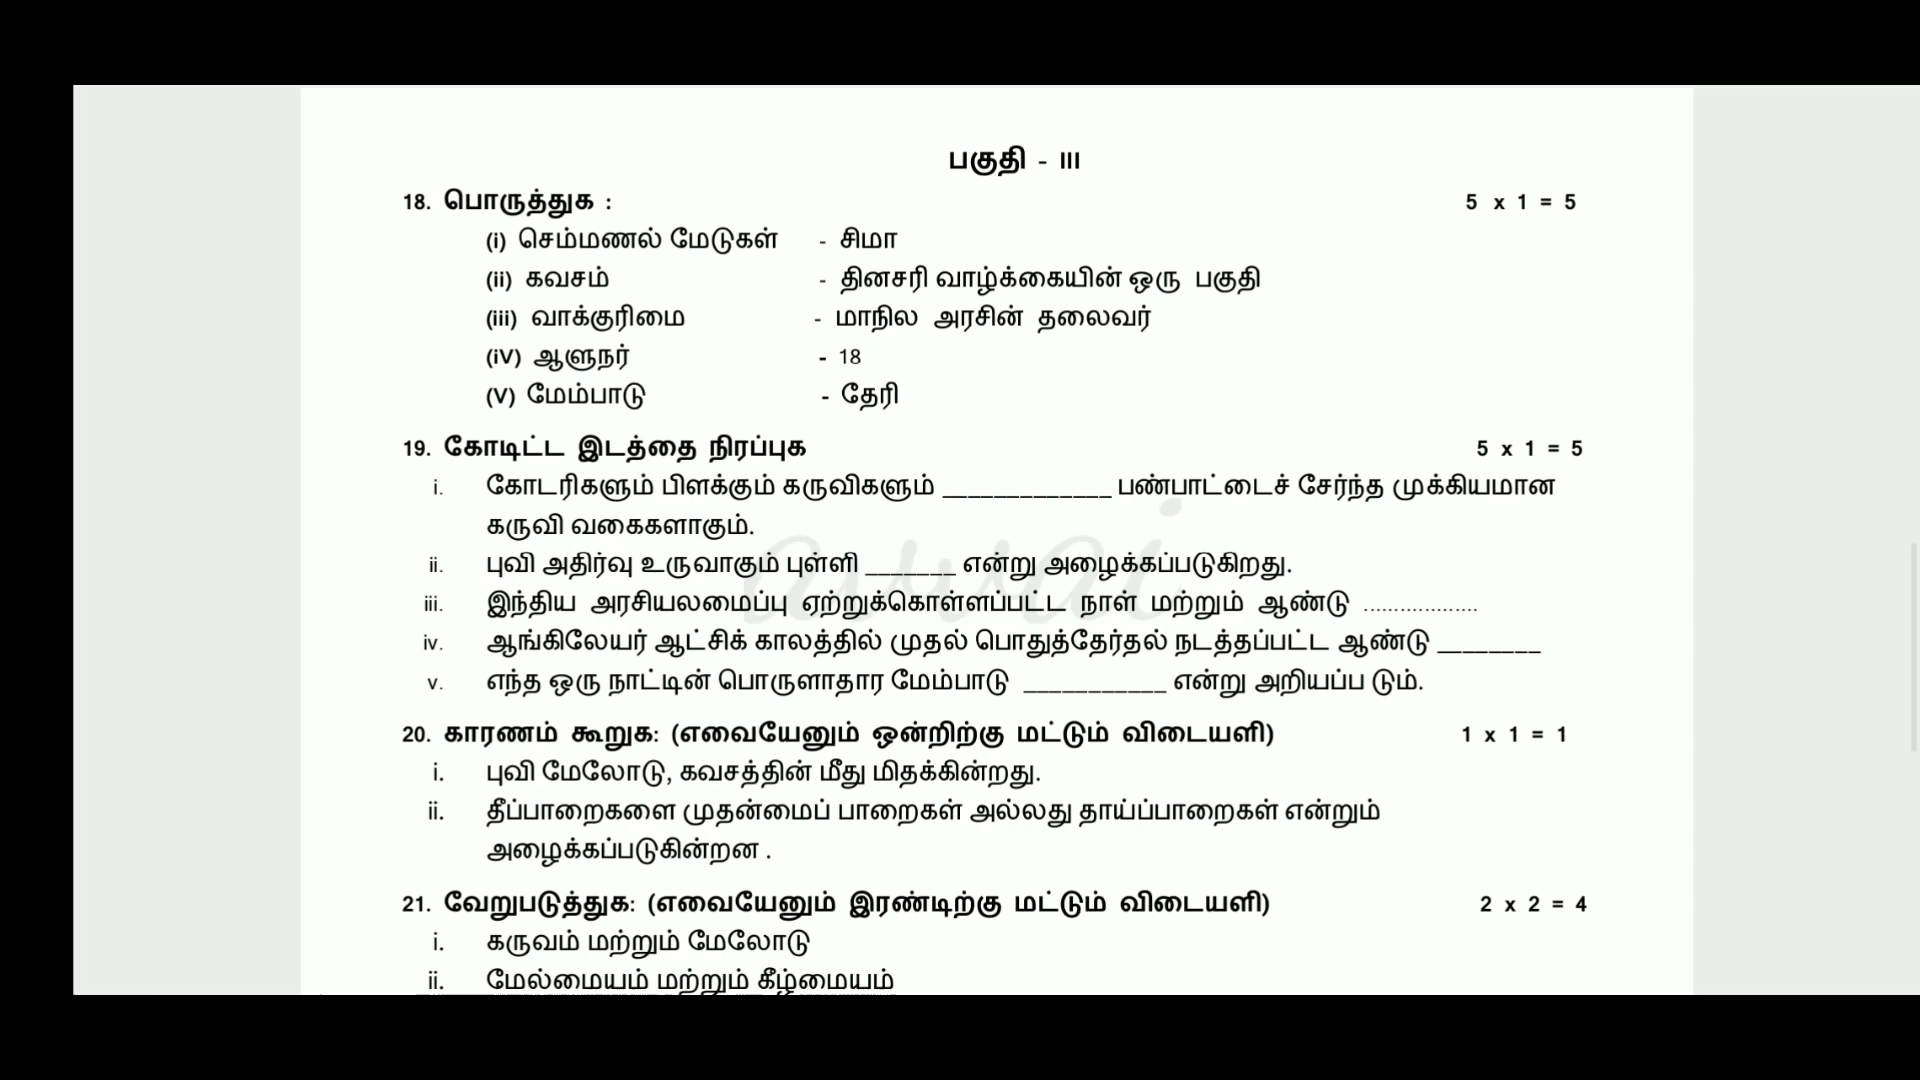 பகுதி - III
18. பொருத்துக : 5 x 1 = 5
(i) செம்மணல் மேடுகள் - சிமா
(ii) கவசம் - தினசரி வாழ்க்கையின் ஒரு பகுதி
(iii) வாக்குரிமை - மாநில அரசின் தலைவர்
(iV) ஆளுநர் - 18
(V) மேம்பாடு - தேரி
19. கோடிட்ட இடத்தை நிரப்புக 5 x 1 = 5
i. கோடரிகளும் பிளக்கும் கருவிகளும் _____________ பண்பாட்டைச் சேர்ந்த முக்கியமான
கருவி வகைகளாகும்.
ii. புவி அதிர்வு உருவாகும் புள்ளி _______ என்று அழைக்கப்படுகிறது.
iii. இந்திய அரசியலமைப்பு ஏற்றுக்கொள்ளப்பட்ட நாள் மற்றும் ஆண்டு ...................
iv. ஆங்கிலேயர் ஆட்சிக் காலத்தில் முதல் பொதுத்தேர்தல் நடத்தப்பட்ட ஆண்டு ________
v. எந்த ஒரு நாட்டின் பொருளாதார மேம்பாடு ___________ என்று அறியப்ப டும்.
20. காரணம் கூறுக: (எவையேனும் ஒன்றிற்கு மட்டும் விடையளி) 1 x 1 = 1
i. புவி மேலோடு, கவசத்தின் மீது மிதக்கின்றது.
ii. தீப்பாறைகளை முதன்மைப் பாறைகள் அல்லது தாய்ப்பாறைகள் என்றும்
அழைக்கப்படுகின்றன .
21. வேறுபடுத்துக: (எவையேனும் இரண்டிற்கு மட்டும் விடையளி) 2 x 2 = 4
i. கருவம் மற்றும் மேலோடு
ii. மேல்மையம் மற்றும் கீழ்மையம்
awai